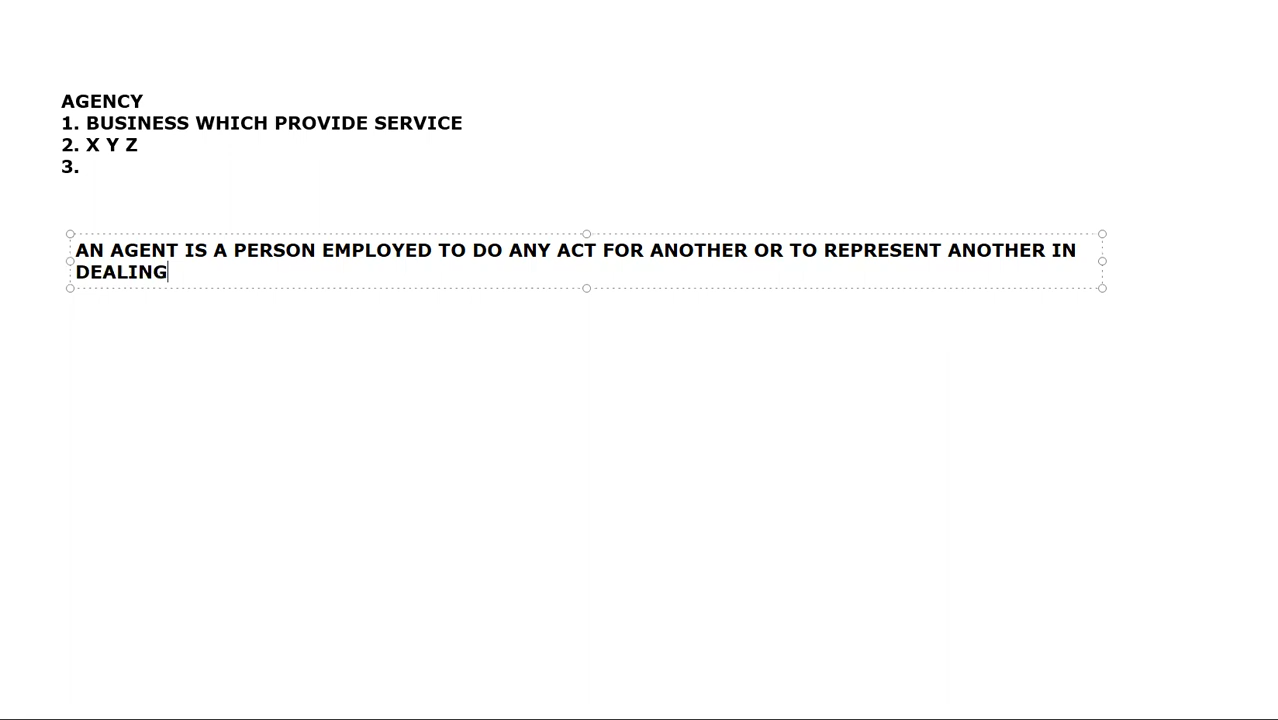 AGENCY
1. BUSINESS WHICH PROVIDE SERVICE
2. X Y Z
3.
AN AGENT IS A PERSON EMPLOYED TO DO ANY ACT FOR ANOTHER OR TO REPRESENT ANOTHER IN
DEALING